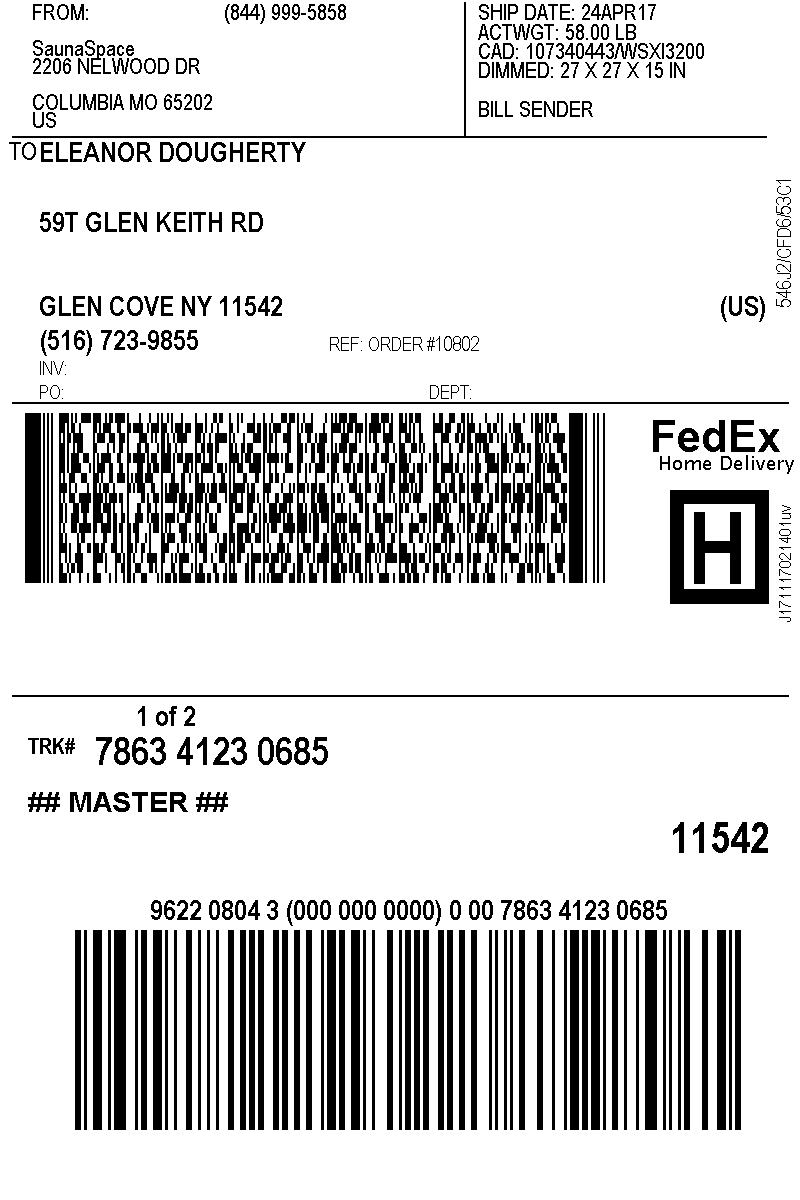 FROM: (844) 999-5858
SaunaSpace
2206 NELWOOD DR
COLUMBIA MO 65202
US
SHIP DATE: 24APR17
ACTWGT: 58.00 LB
CAD: 107340443/WSXI3200
DIMMED: 27 X 27 X 15 IN
BILL SENDER
TO ELEANOR DOUGHERTY
59T GLEN KEITH RD
GLEN COVE NY 11542 (US)
(516) 723-9855 REF: ORDER #10802
INV:
PO: DEPT:
546J2/CFD6/53C1
FedEx
Home Delivery
H
J171117021401uv
1 of 2
TRK# 7863 4123 0685
## MASTER ##
11542
9622 0804 3 (000 000 0000) 0 00 7863 4123 0685